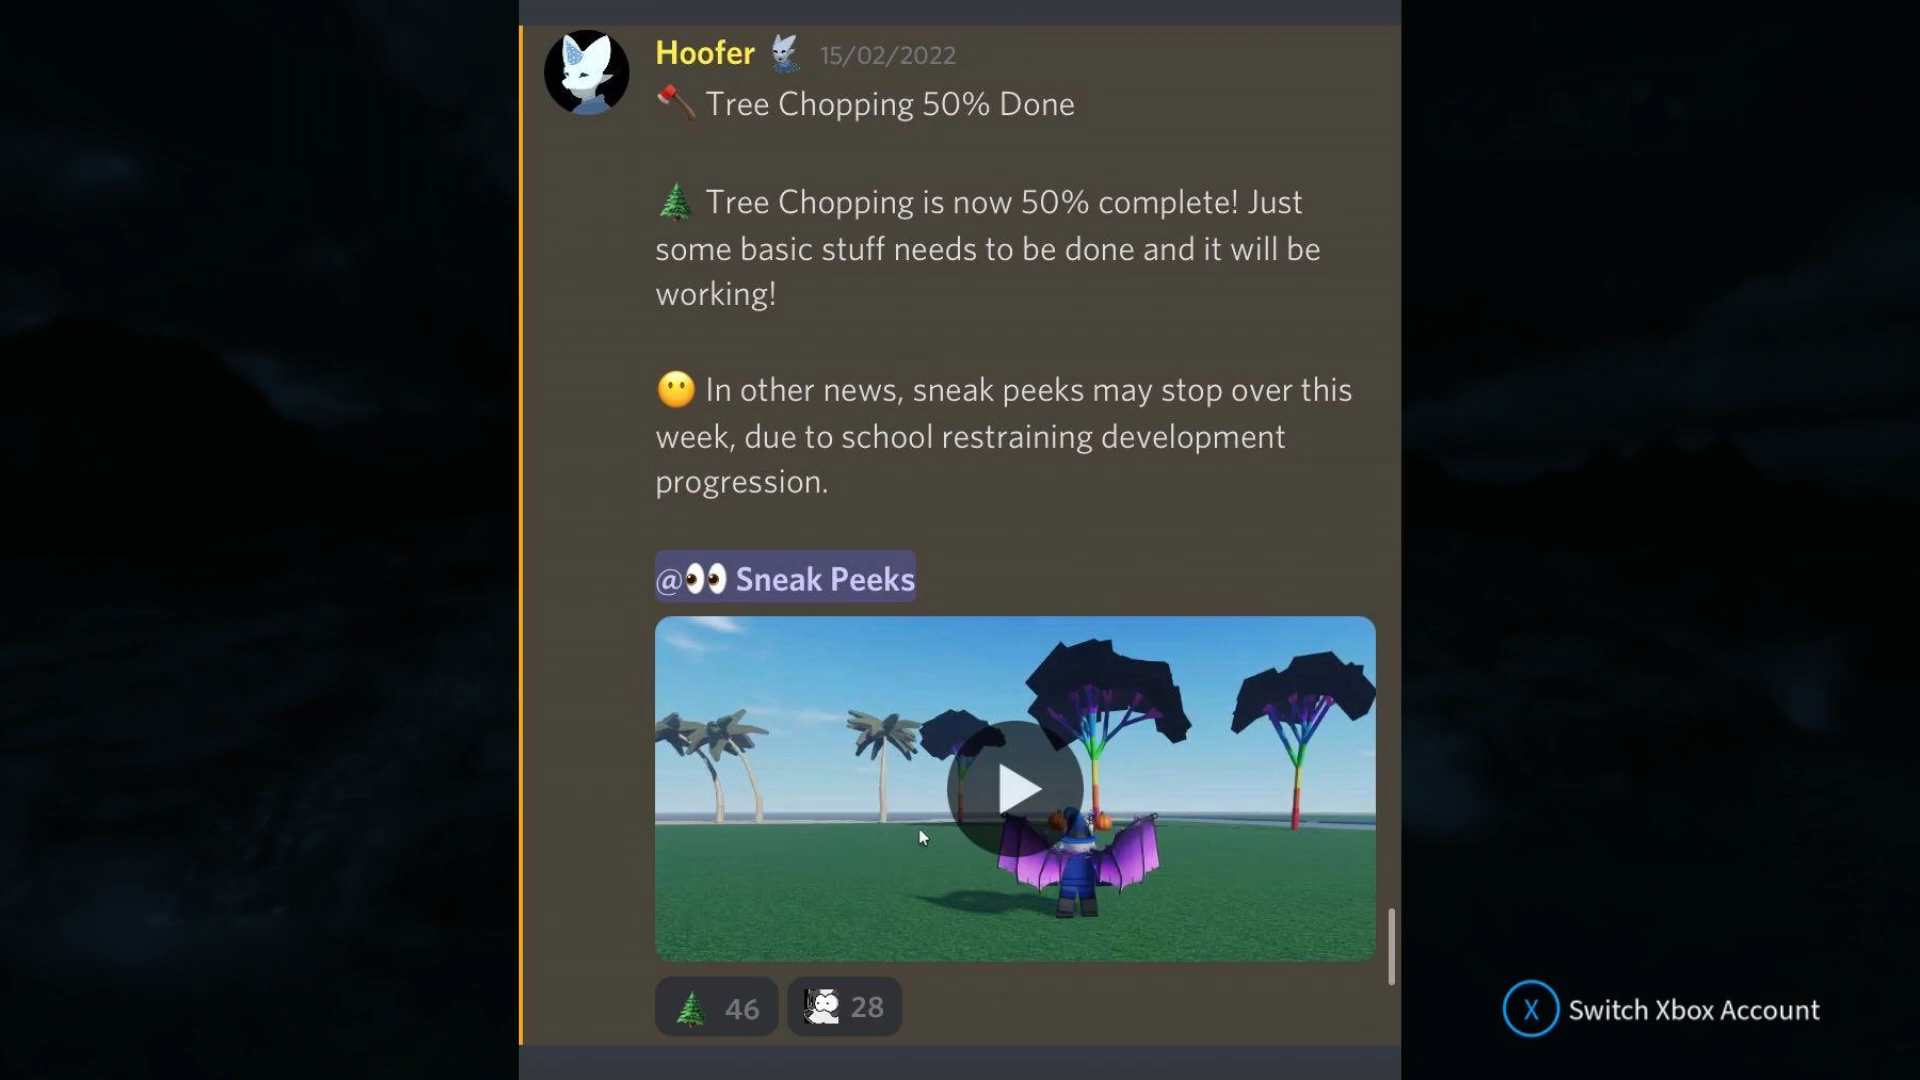 Hoofer 15/02/2022
Tree Chopping 50% Done
Tree Chopping is now 50% complete! Just
some basic stuff needs to be done and it will be
working!
In other news, sneak peeks may stop over this
week, due to school restraining development
progression.
@👀 Sneak Peeks
46 28
X Switch Xbox Account